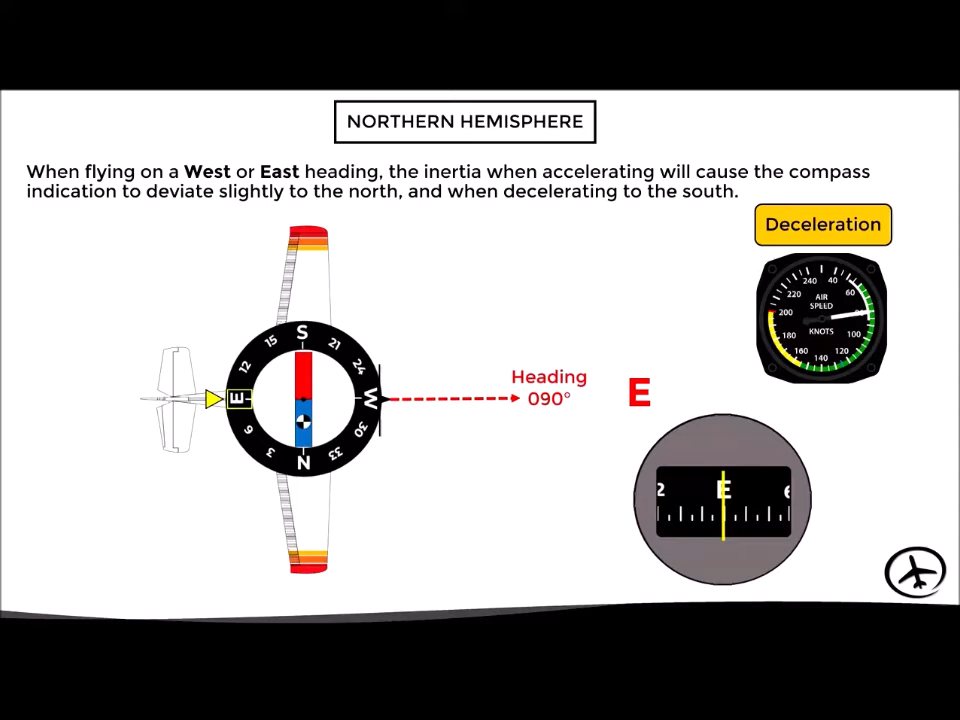 NORTHERN HEMISPHERE
When flying on a West or East heading, the inertia when accelerating will cause the compass
indication to deviate slightly to the north, and when decelerating to the south.
Deceleration
240 40
220 AIR 60
SPEED
200 80
KNOTS
180 100
160 120
140
S
15 21
12 24
E W
6 30
3 33
N
Heading
090°
E
2 E 6